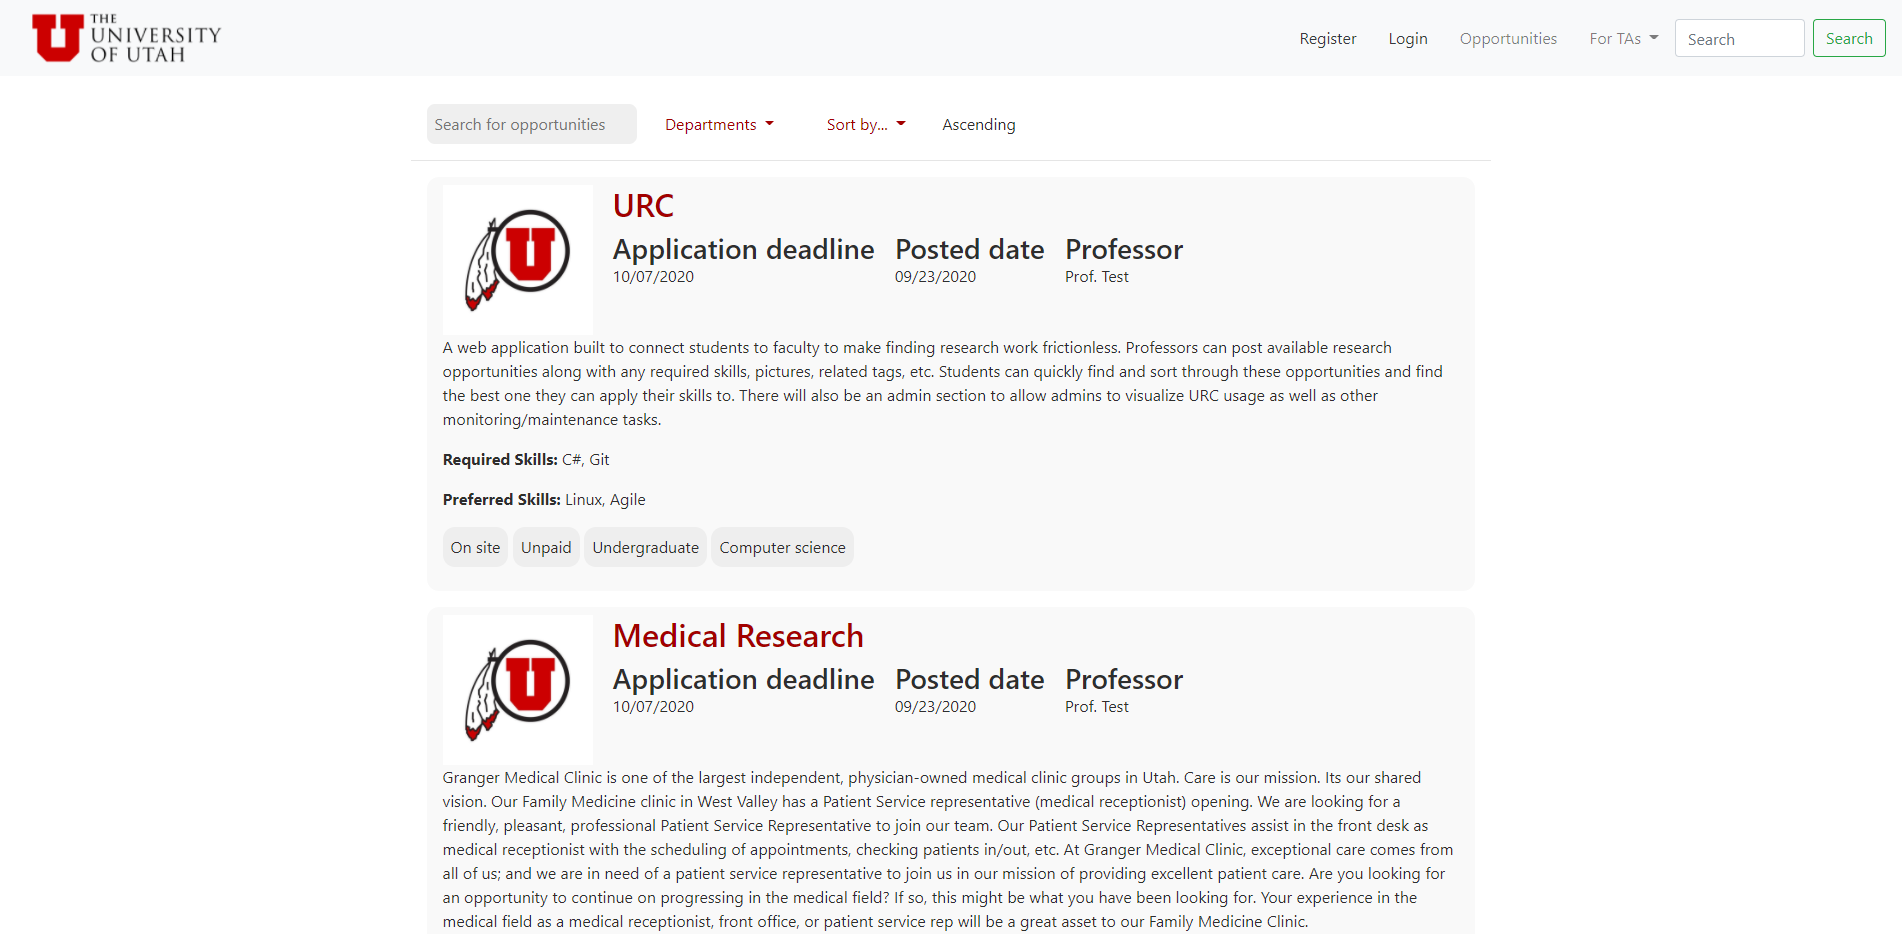 THE
UNIVERSITY
OF UTAH
Register Login Opportunities For TAs Search Search
Search for opportunities Departments Sort by... Ascending
U
URC
Application deadline Posted date Professor
10/07/2020 09/23/2020 Prof. Test
A web application built to connect students to faculty to make finding research work frictionless. Professors can post available research
opportunities along with any required skills, pictures, related tags, etc. Students can quickly find and sort through these opportunities and find
the best one they can apply their skills to. There will also be an admin section to allow admins to visualize URC usage as well as other
monitoring/maintenance tasks.
Required Skills: C#, Git
Preferred Skills: Linux, Agile
On site Unpaid Undergraduate Computer science
U
Medical Research
Application deadline Posted date Professor
10/07/2020 09/23/2020 Prof. Test
Granger Medical Clinic is one of the largest independent, physician-owned medical clinic groups in Utah. Care is our mission. Its our shared
vision. Our Family Medicine clinic in West Valley has a Patient Service representative (medical receptionist) opening. We are looking for a
friendly, pleasant, professional Patient Service Representative to join our team. Our Patient Service Representatives assist in the front desk as
medical receptionist with the scheduling of appointments, checking patients in/out, etc. At Granger Medical Clinic, exceptional care comes from
all of us; and we are in need of a patient service representative to join us in our mission of providing excellent patient care. Are you looking for
an opportunity to continue on progressing in the medical field? If so, this might be what you have been looking for. Your experience in the
medical field as a medical receptionist, front office, or patient service rep will be a great asset to our Family Medicine Clinic.